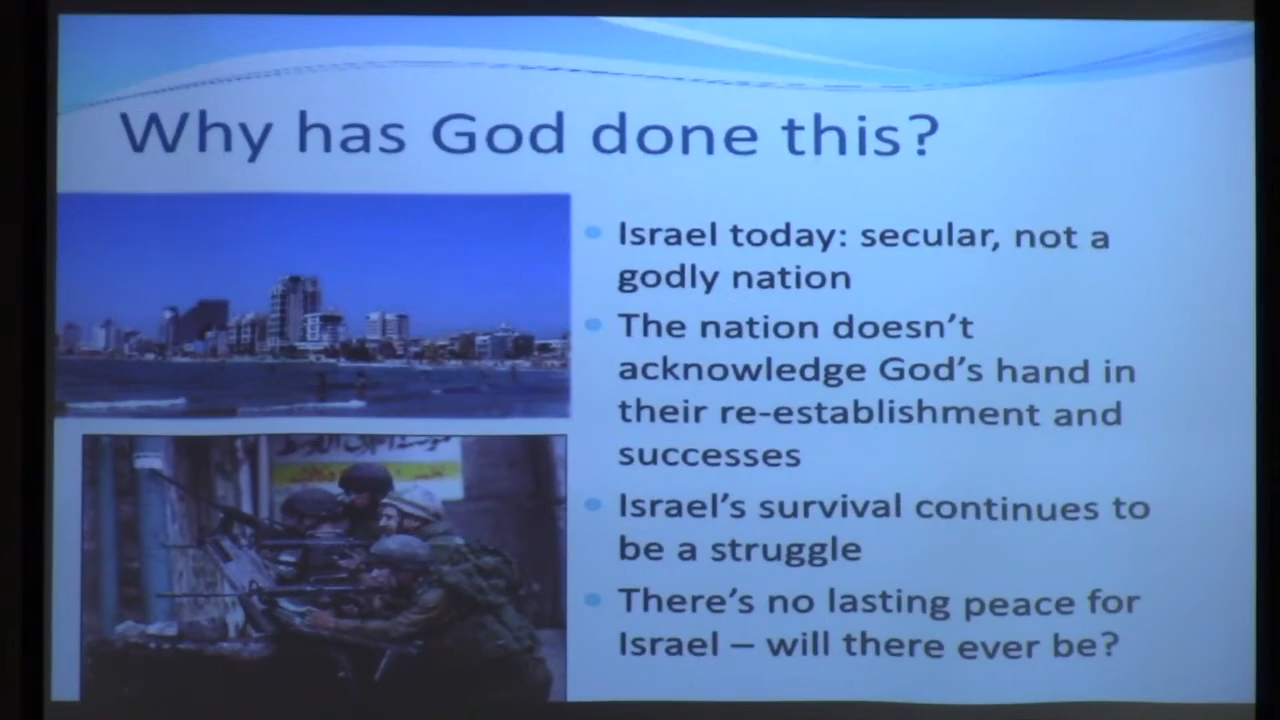 Why has God done this?
Israel today: secular, not a
godly nation
The nation doesn't
acknowledge God's hand in
their re-establishment and
successes
Israel's survival continues to
be a struggle
There's no lasting peace for
Israel – will there ever be?